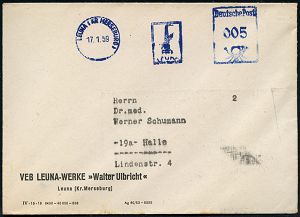 LEUNA (KR MERSEBURG)
17.1.59
Deutsche Post
005
Herrn
Dr.med.
Werner Schumann
2
-19a- Halle
Lindenstr. 4
VEB LEUNA-WERKE »Walter Ulbricht«
Leuna (Kr. Merseburg)